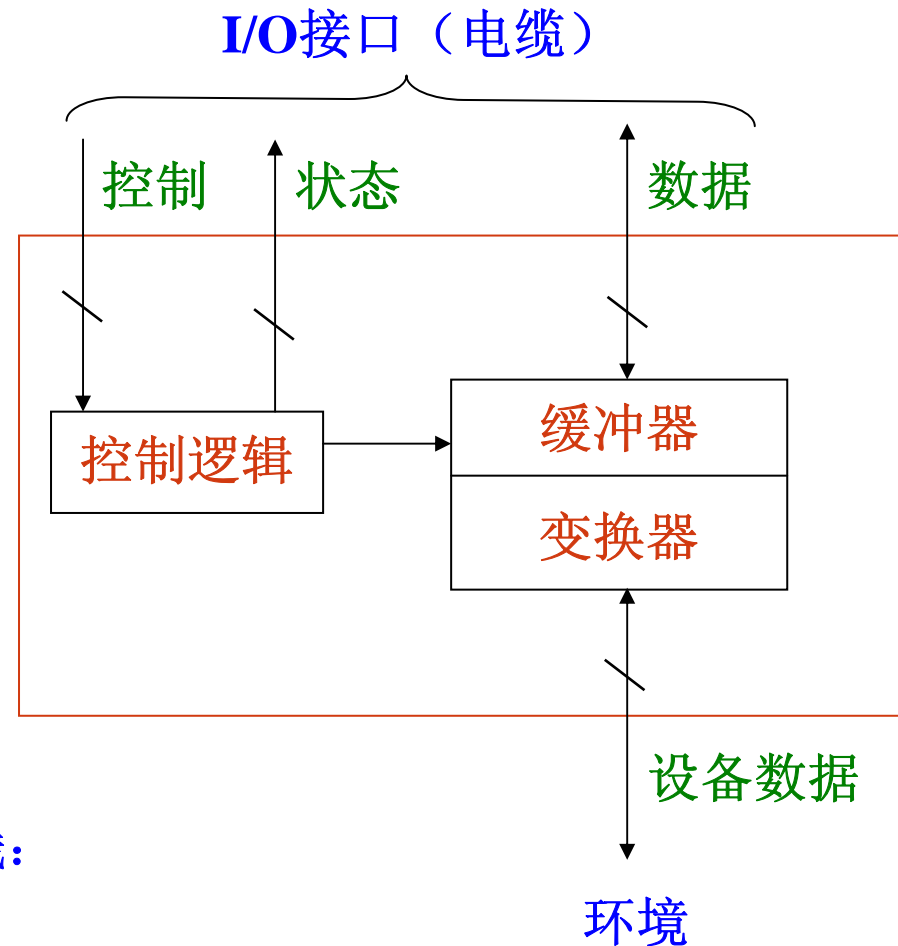 I/O接口（电缆）
控制 状态 数据
缓冲器
控制逻辑
变换器
设备数据
：
环境